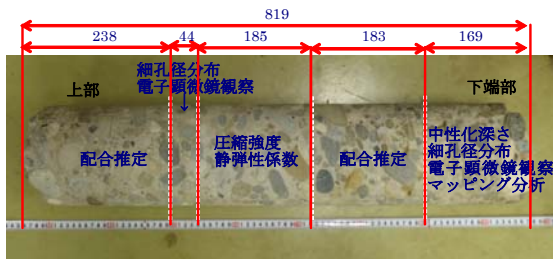 819
238 44 185 183 169
細孔径分布
電子顕微鏡観察
上部 下端部
配合推定
圧縮強度
静弾性係数
配合推定
中性化深さ
細孔径分布
電子顕微鏡観察
マッピング分析